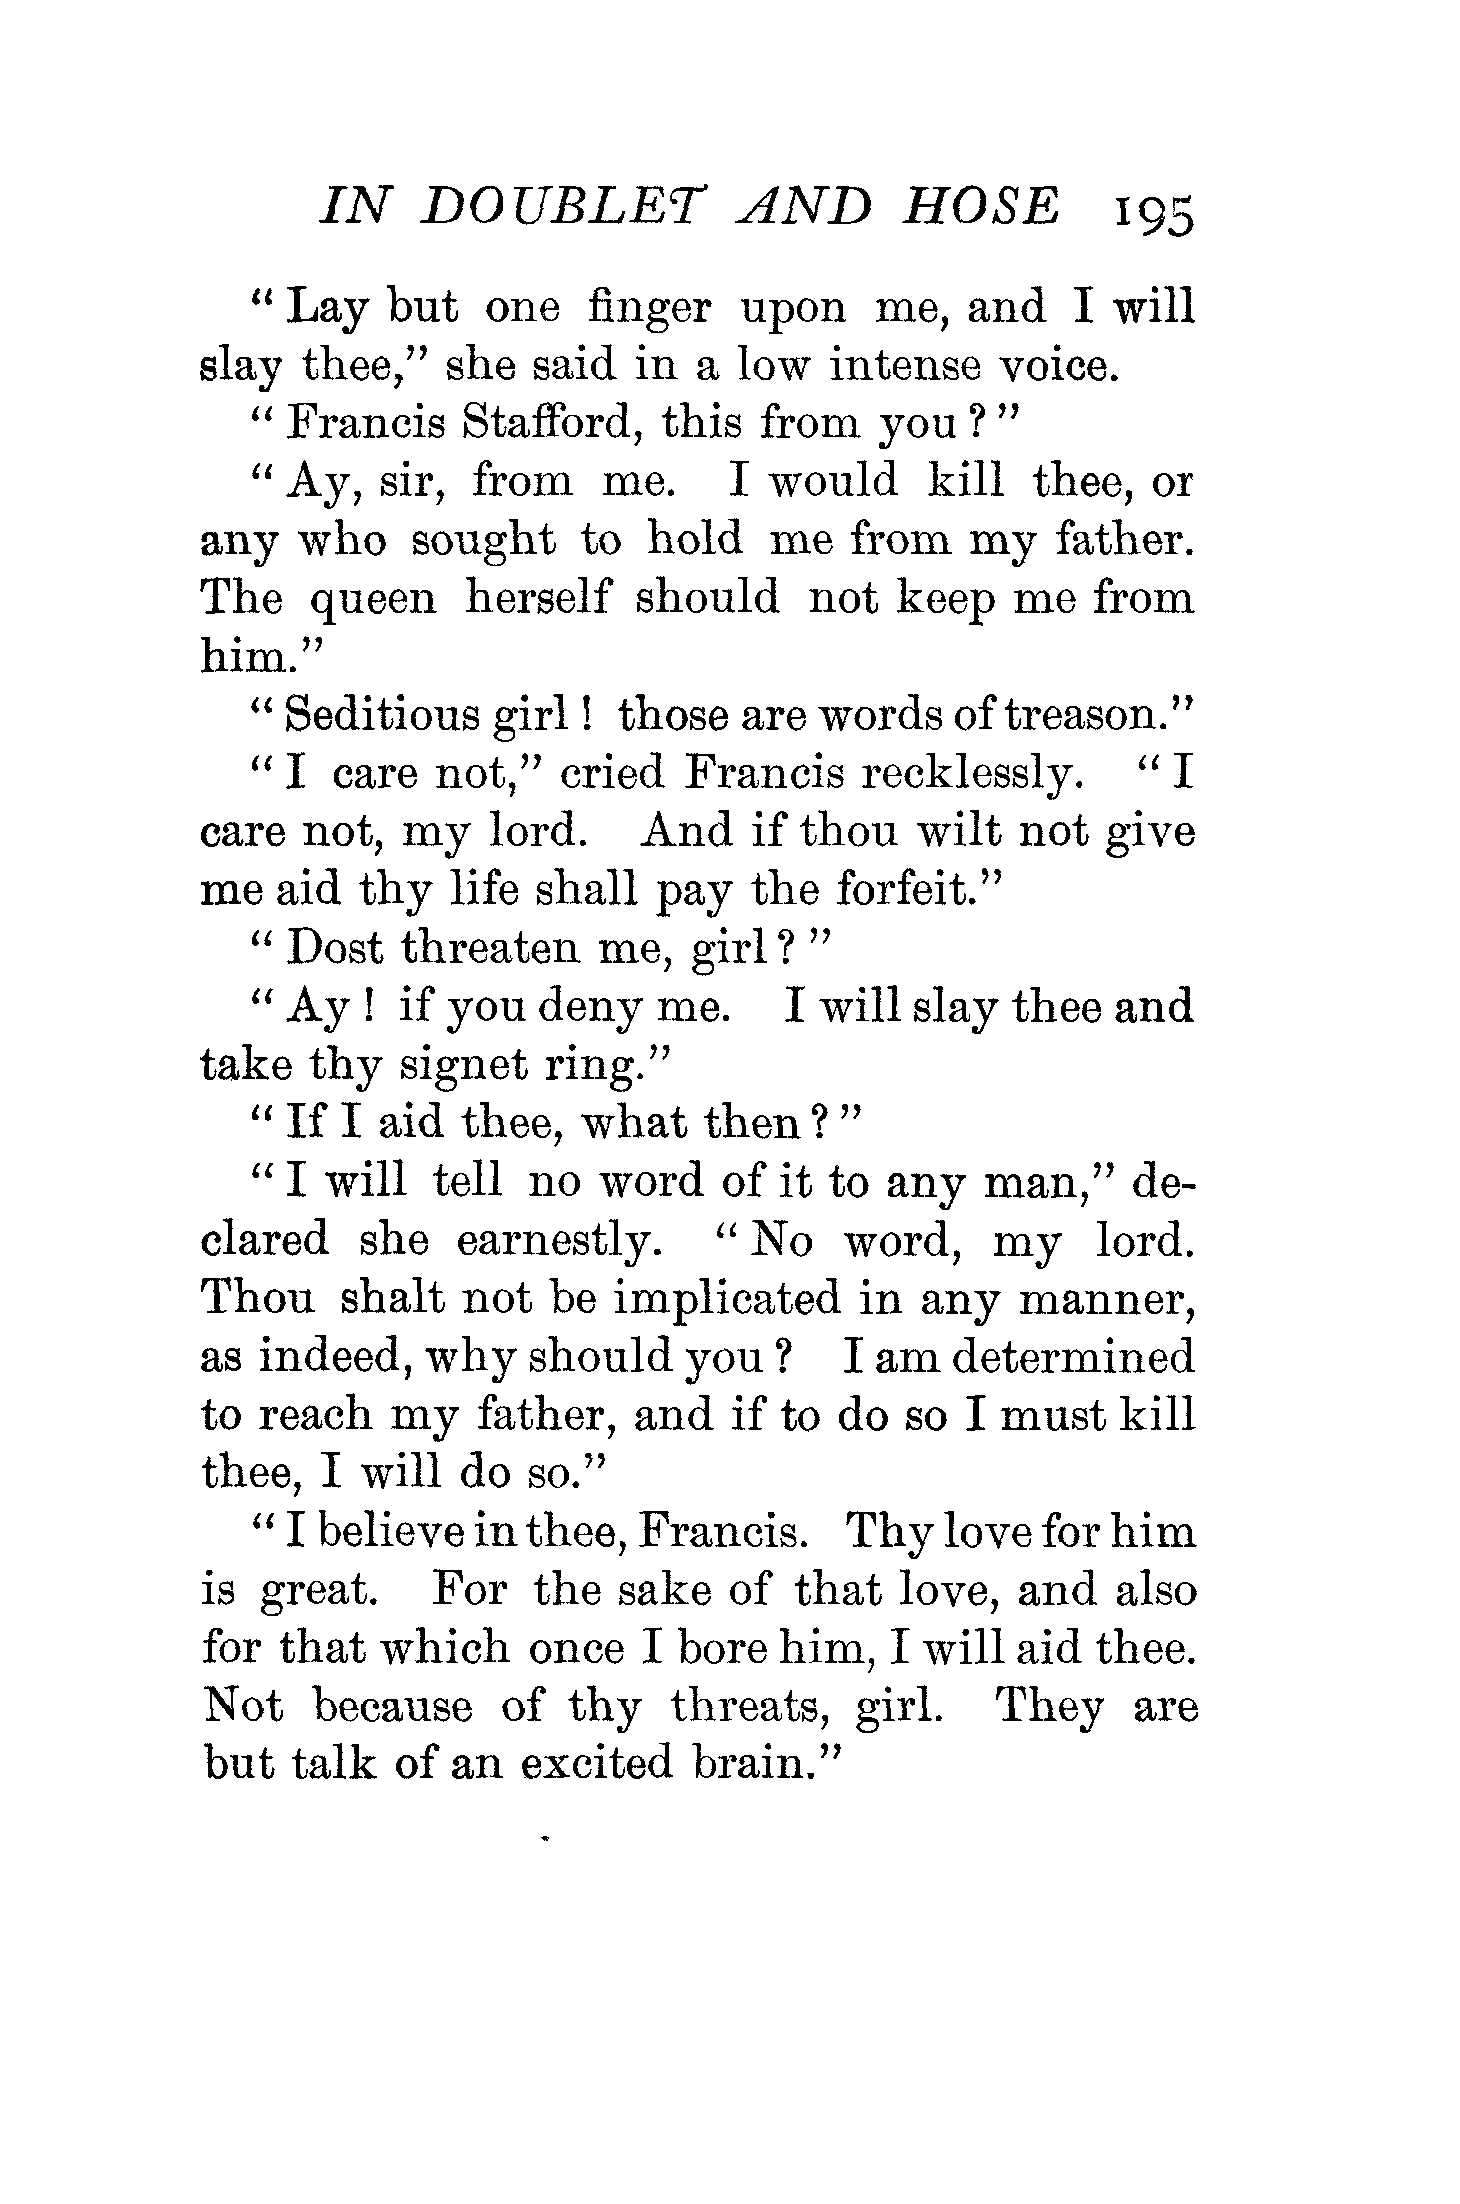 IN DOUBLET AND HOSE 195
“ Lay but one finger upon me, and I will
slay thee,” she said in a low intense voice.
“ Francis Stafford, this from you ? ”
“ Ay, sir, from me. I would kill thee, or
any who sought to hold me from my father.
The queen herself should not keep me from
him.”
“ Seditious girl ! those are words of treason.”
“ I care not,” cried Francis recklessly. “ I
care not, my lord. And if thou wilt not give
me aid thy life shall pay the forfeit.”
“ Dost threaten me, girl ? ”
“ Ay ! if you deny me. I will slay thee and
take thy signet ring.”
“ If I aid thee, what then ? ”
“ I will tell no word of it to any man,” de-
clared she earnestly. “ No word, my lord.
Thou shalt not be implicated in any manner,
as indeed, why should you ? I am determined
to reach my father, and if to do so I must kill
thee, I will do so.”
“ I believe in thee, Francis. Thy love for him
is great. For the sake of that love, and also
for that which once I bore him, I will aid thee.
Not because of thy threats, girl. They are
but talk of an excited brain.”